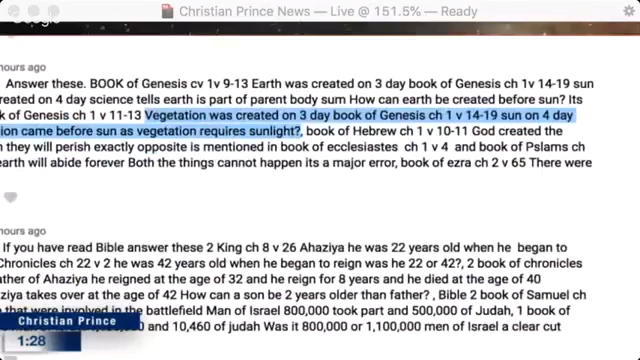 Christian Prince News — Live @ 151.5% — Ready
Google
hours ago
Answer these. BOOK of Genesis cv 1v 9-13 Earth was created on 3 day book of Genesis ch 1v 14-19 sun
reated on 4 day science tells earth is part of parent body sum How can earth be created before sun? Its
k of Genesis ch 1 v 11-13 Vegetation was created on 3 day book of Genesis ch 1 v 14-19 sun on 4 day
ion came before sun as vegetation requires sunlight?, book of Hebrew ch 1 v 10-11 God created the
n they will perish exactly opposite is mentioned in book of ecclesiastes ch 1 v 4 and book of Pslams ch
earth will abide forever Both the things cannot happen its a major error, book of ezra ch 2 v 65 There were
hours ago
If you have read Bible answer these 2 King ch 8 v 26 Ahaziya he was 22 years old when he began to
Chronicles ch 22 v 2 he was 42 years old when he began to reign was he 22 or 42?, 2 book of chronicles
ather of Ahaziya he reigned at the age of 32 and he reign for 8 years and he died at the age of 40
ziya takes over at the age of 42 How can a son be 2 years older than father? , Bible 2 book of Samuel ch
e that were involved in the battlefield Man of Israel 800,000 took part and 500,000 of Judah, 1 book of
and 10,460 of judah Was it 800,000 or 1,100,000 men of Israel a clear cut
Christian Prince
1:28